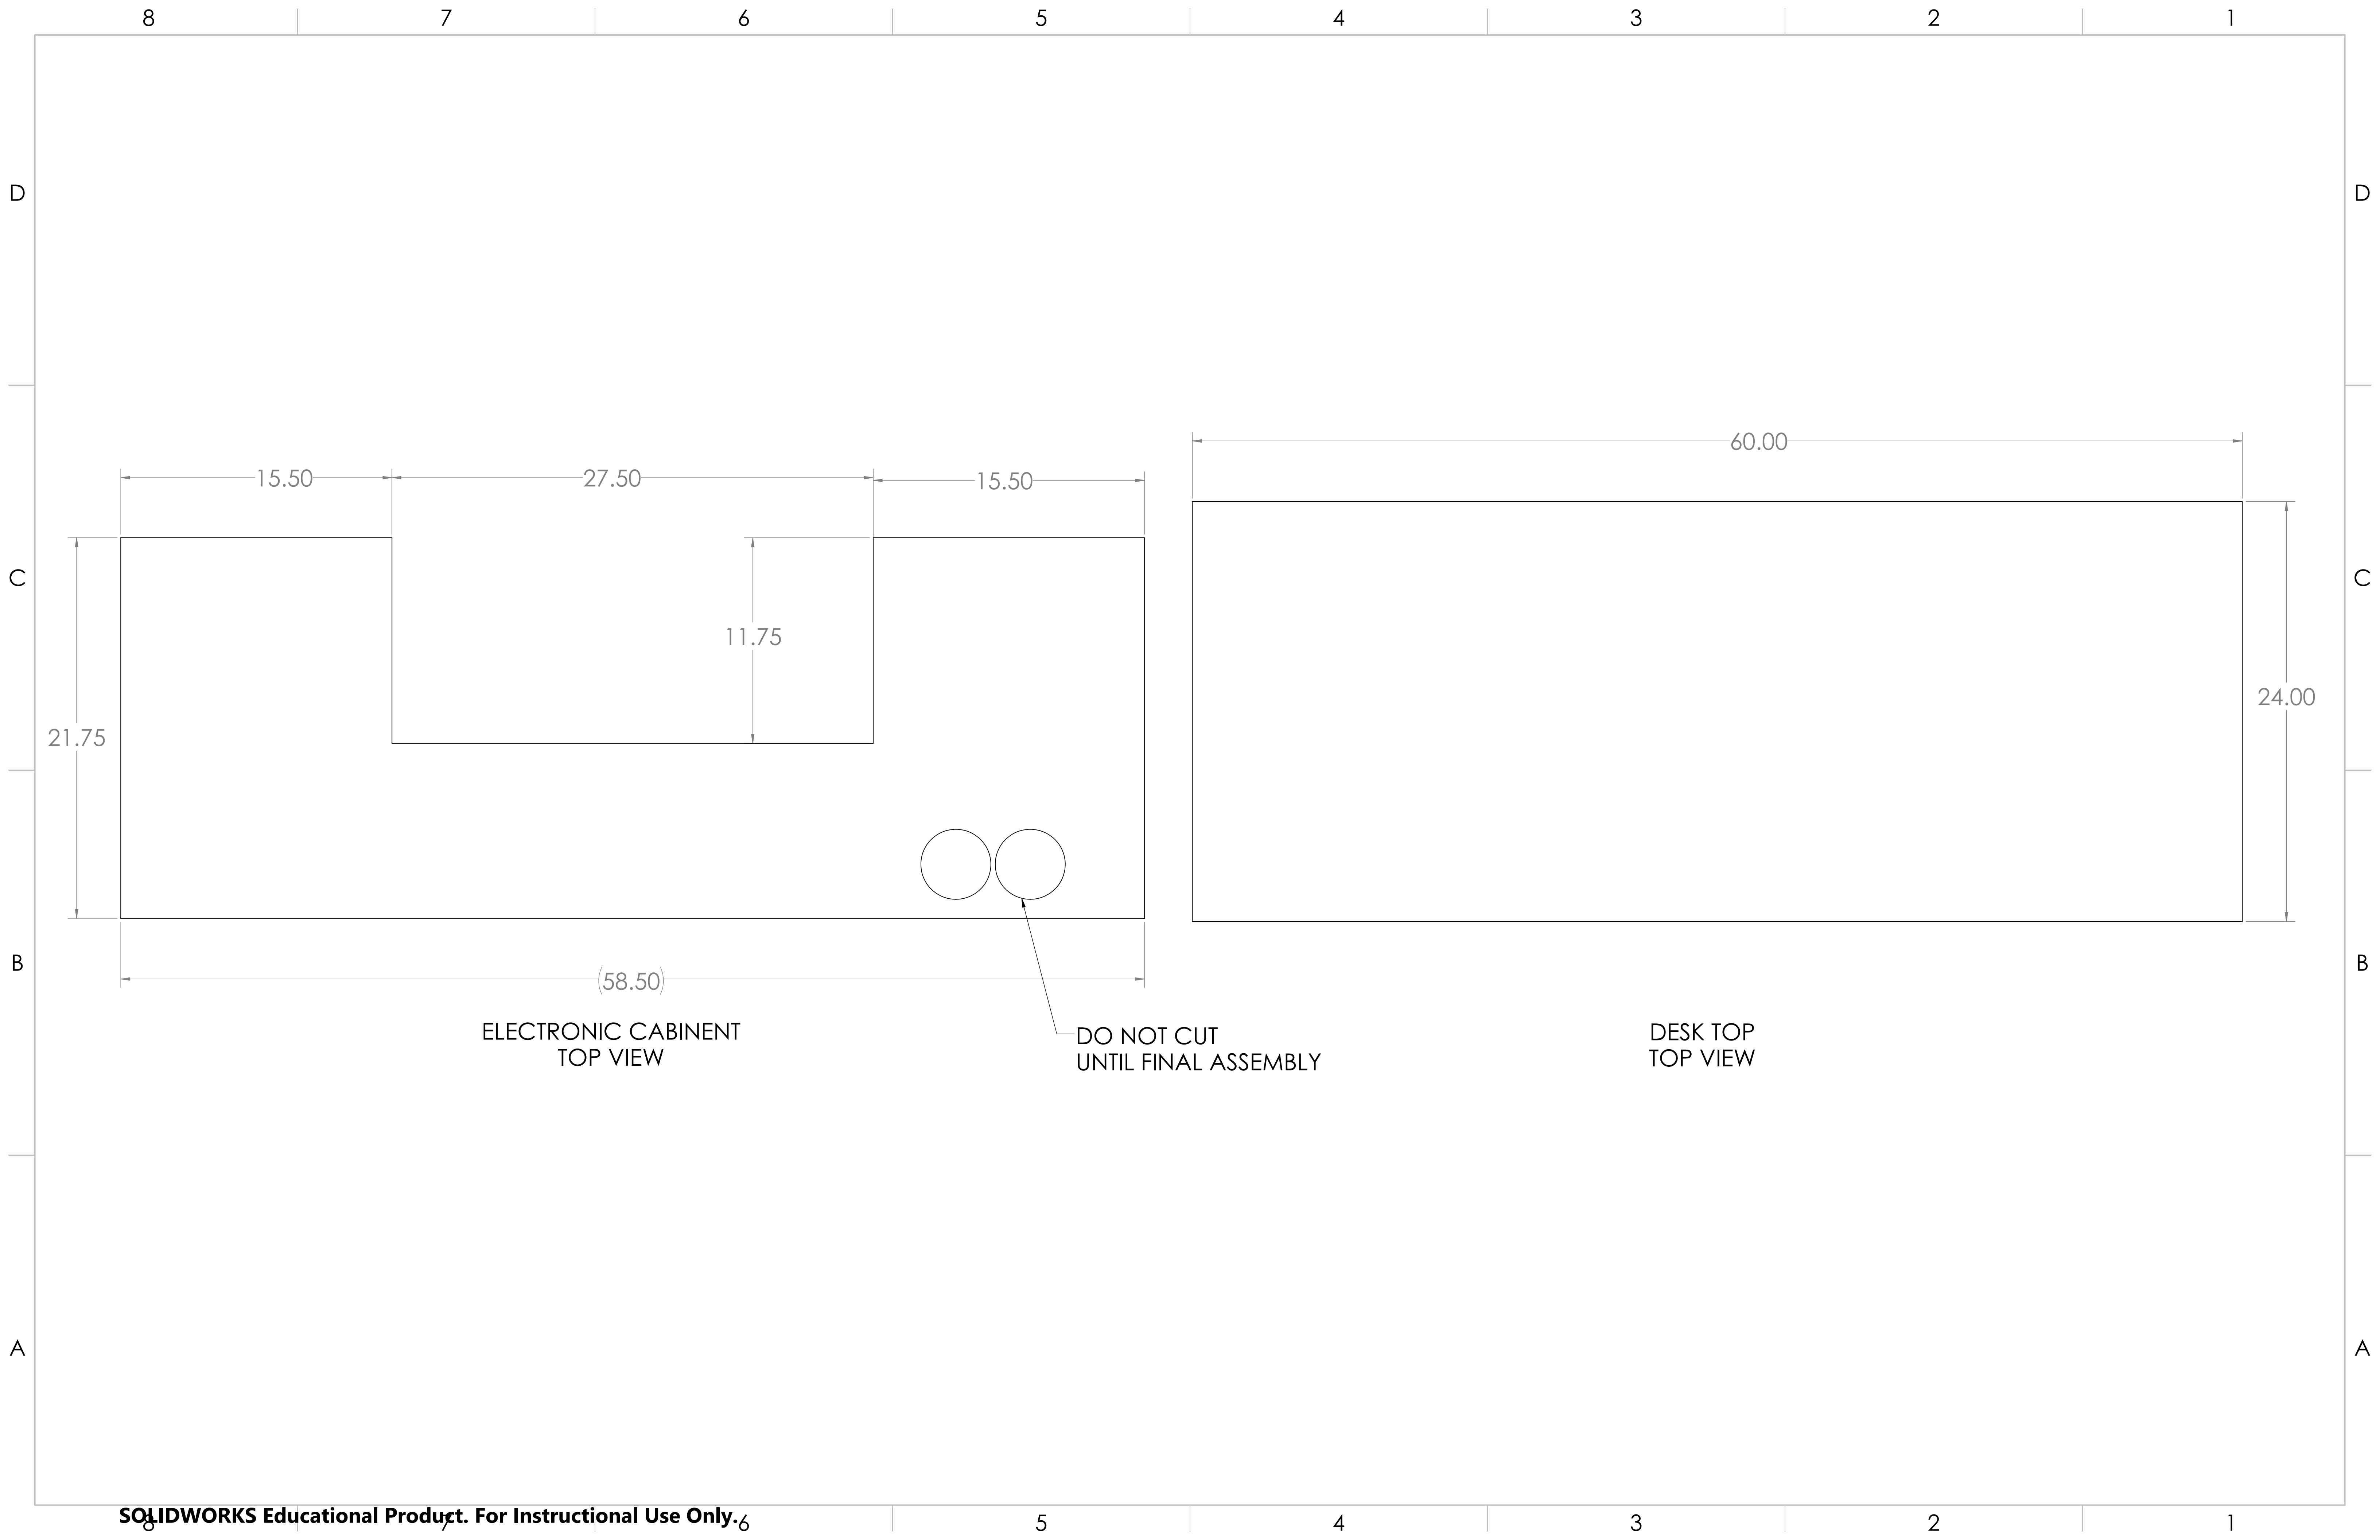 8 7 6 5 4 3 2 1
D D
60.00
15.50 27.50 15.50
C C
11.75
24.00
21.75
B B
(58.50)
ELECTRONIC CABINENT
TOP VIEW
DO NOT CUT
UNTIL FINAL ASSEMBLY
DESK TOP
TOP VIEW
A A
SOLIDWORKS Educational Product. For Instructional Use Only.
8 7 6 5 4 3 2 1